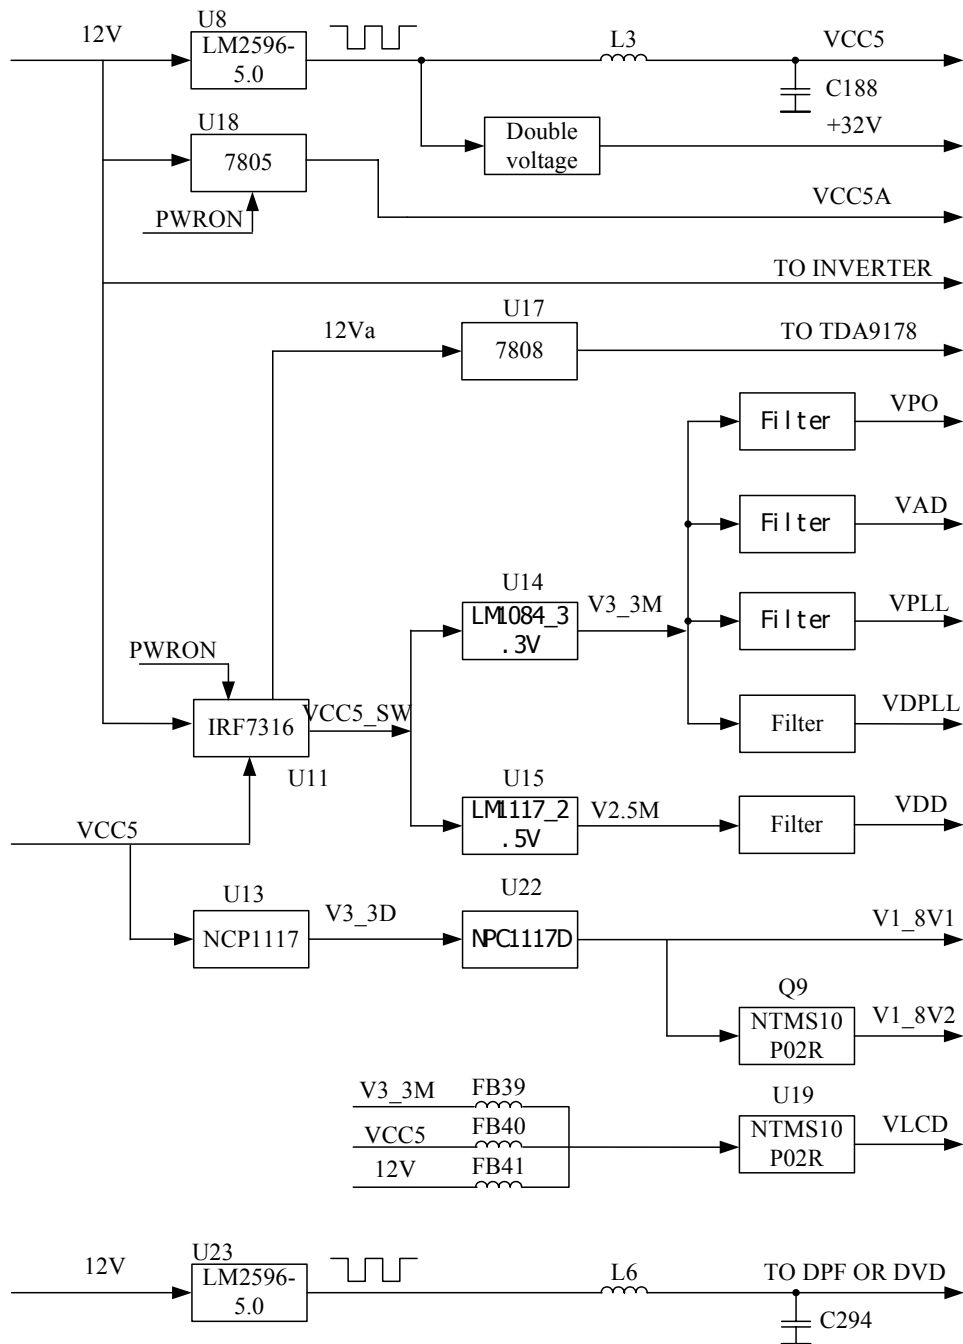 U8
12V
LM2596-
5.0
L3
VCC5
C188
U18
7805
Double
voltage
+32V
PWRON
VCC5A
TO INVERTER
U17
12Va
7808
TO TDA9178
Filter
VPO
Filter
VAD
U14
LM1084_3
.3V
V3_3M
Filter
VPLL
PWRON
IRF7316
VCC5_SW
U11
Filter
VDPLL
U15
LM1117_2
.5V
V2.5M
Filter
VDD
VCC5
U13
NCP1117
V3_3D
U22
NPC1117D
V1_8V1
Q9
NTMS10
P02R
V1_8V2
V3_3M
FB39
VCC5
FB40
12V
FB41
U19
NTMS10
P02R
VLCD
U23
12V
LM2596-
5.0
L6
TO DPF OR DVD
C294